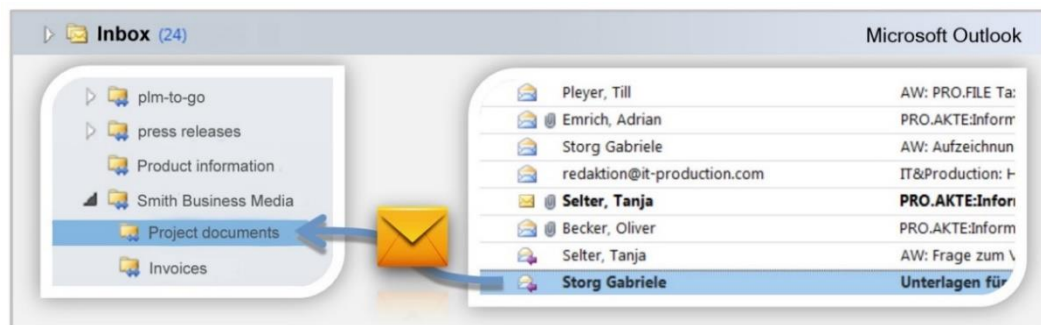 Inbox (24)
Microsoft Outlook
plm-to-go
press releases
Product information
Smith Business Media
Project documents
Invoices
Pleyer, Till AW: PRO.FILE Ta:
Emrich, Adrian PRO.AKTE:Inform
Storg Gabriele AW: Aufzeichnun
redaktion@it-production.com IT&Production: H
Selter, Tanja PRO.AKTE:Infor
Becker, Oliver PRO.AKTE:Inform
Selter, Tanja AW: Frage zum V
Storg Gabriele Unterlagen für